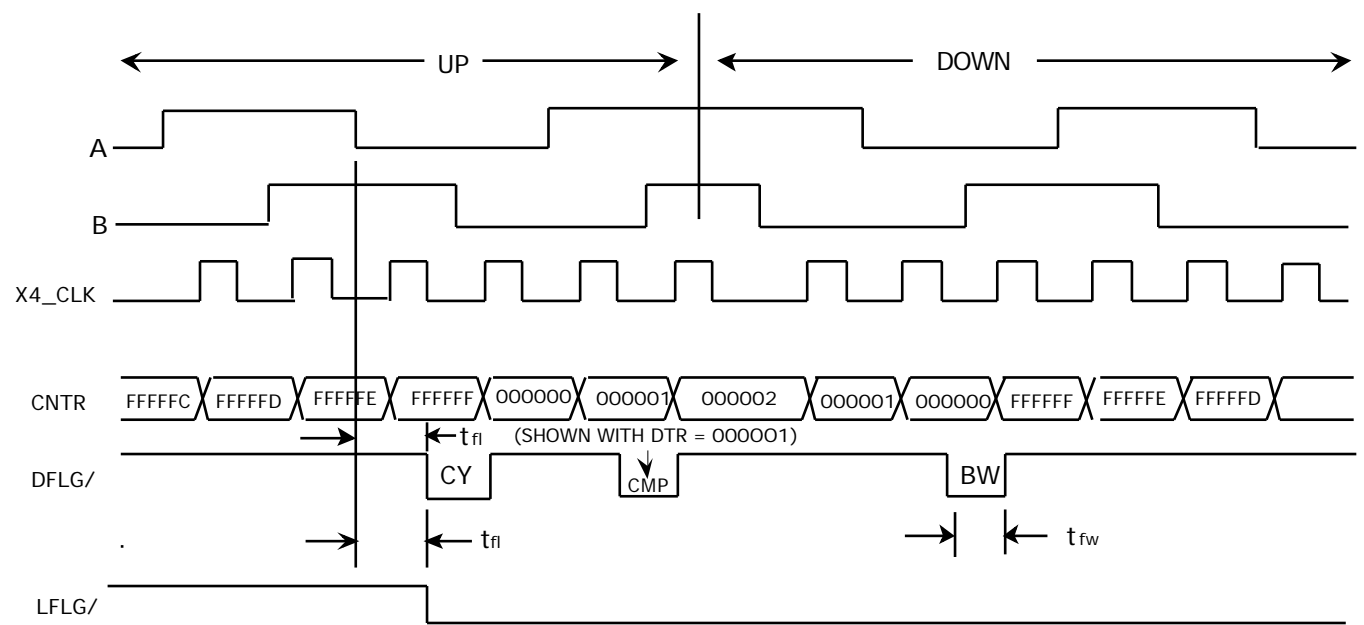 UP DOWN
A
B
X4_CLK
CNTR FFFFFC FFFFFD FFFFFE FFFFFF 000000 000001 000002 000001 000000 FFFFFF FFFFFE FFFFFD
tfl (SHOWN WITH DTR = 000001)
DFLG/ CY CMP BW
. tfl tfw
LFLG/